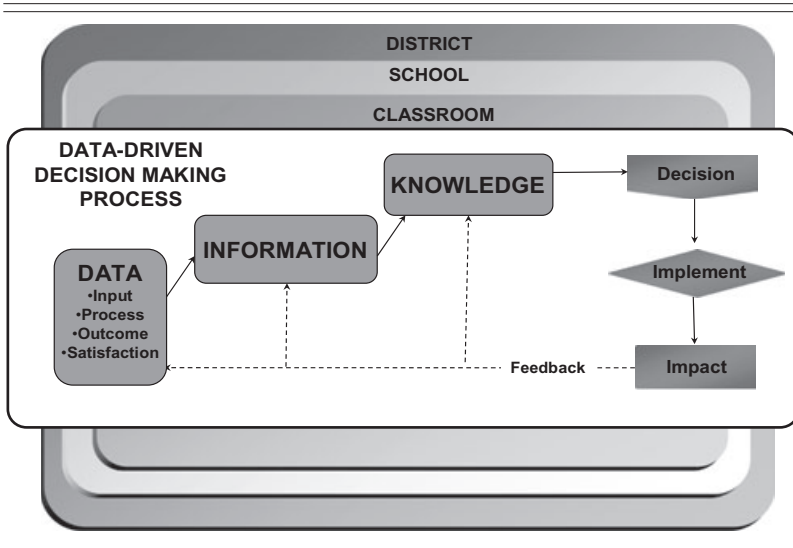 DISTRICT
SCHOOL
CLASSROOM
DATA-DRIVEN
DECISION MAKING
PROCESS
KNOWLEDGE
Decision
INFORMATION
Implement
DATA
•Input
•Process
•Outcome
•Satisfaction
Feedback
Impact